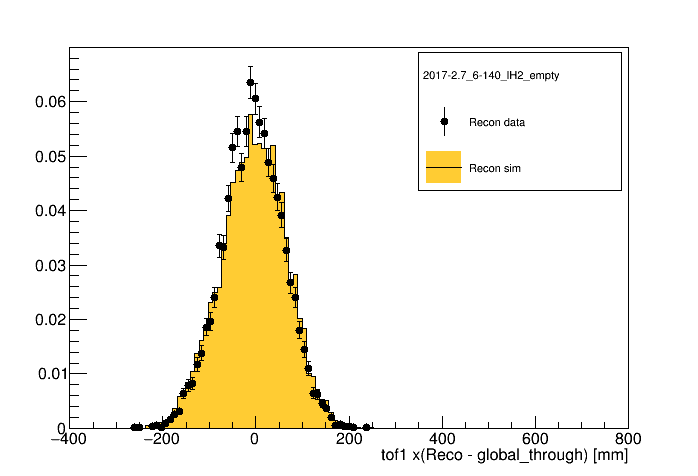 2017-2.7_6-140_lH2_empty
Recon data
Recon sim
0.06
0.05
0.04
0.03
0.02
0.01
0
−400 −200 0 200 400 600 800
tof1 x(Reco - global_through) [mm]